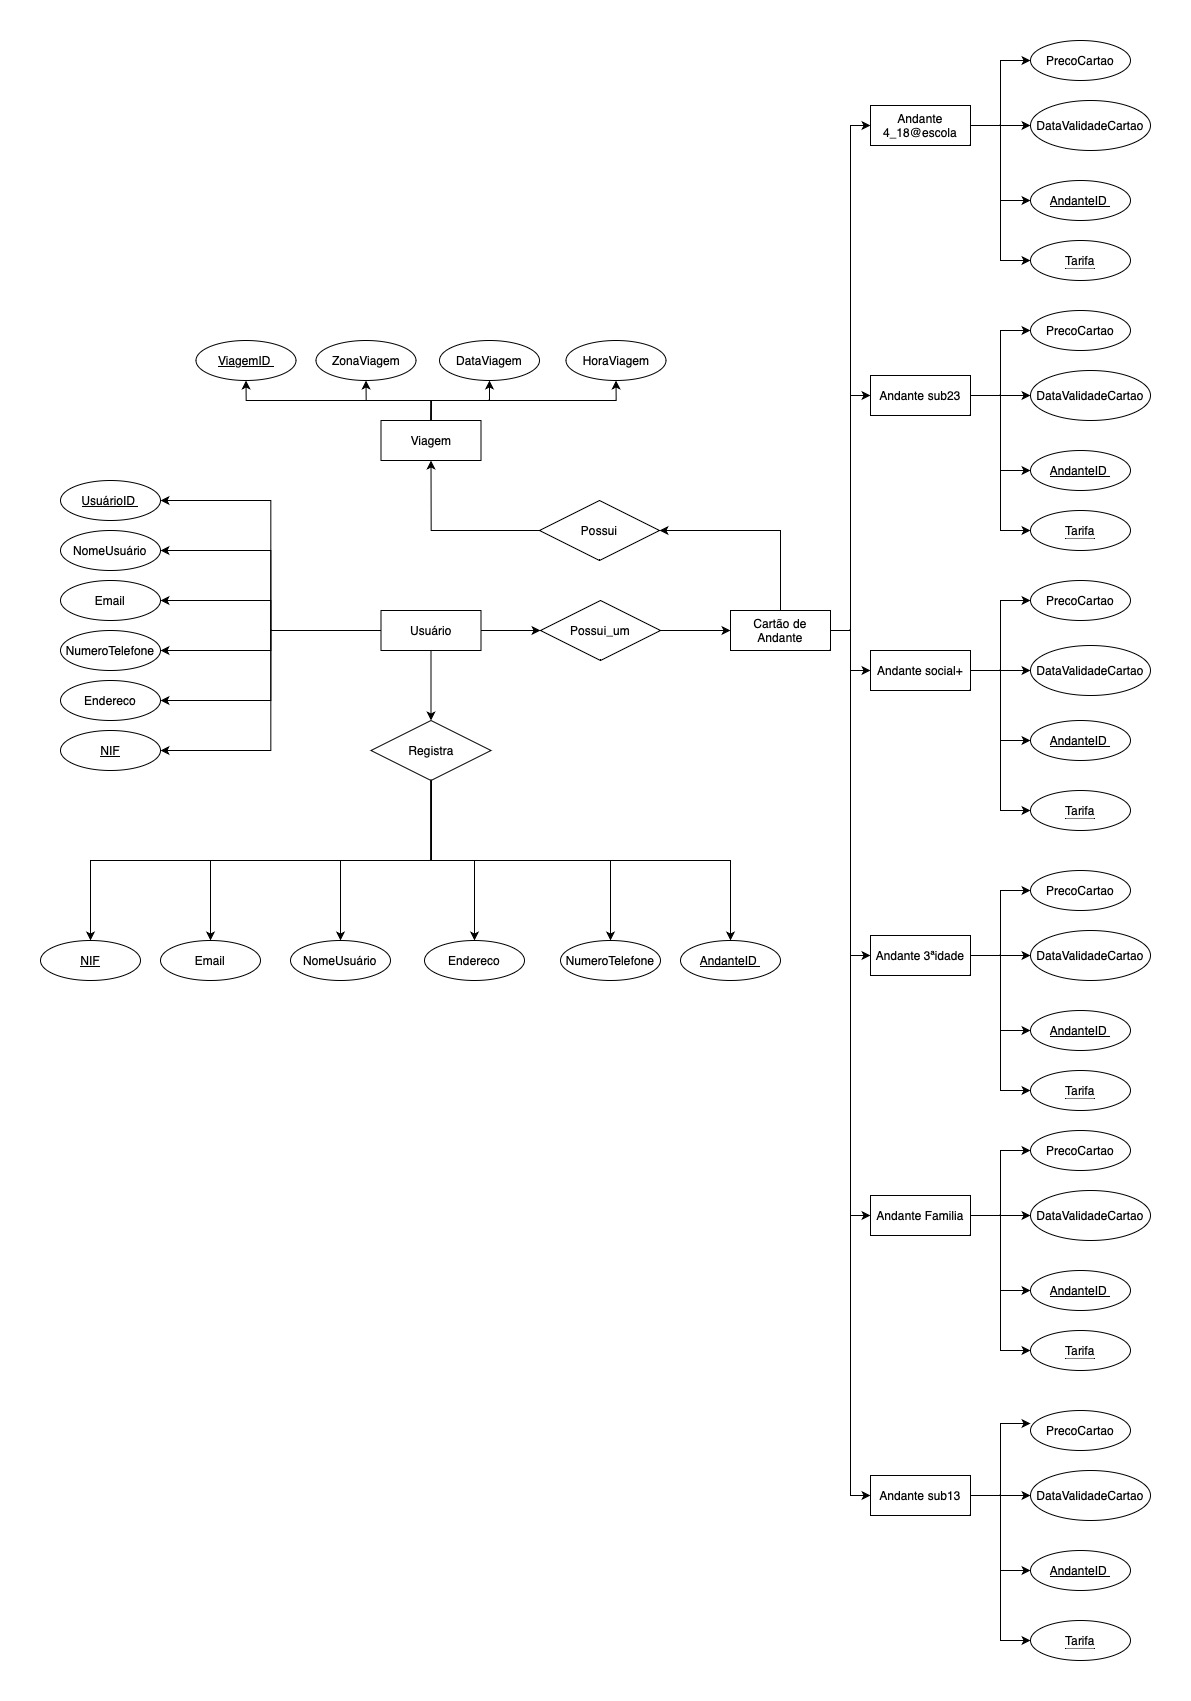 PrecoCartao
Andante
4_18@escola
DataValidadeCartao
AndanteID
Tarifa
PrecoCartao
Andante sub23
DataValidadeCartao
AndanteID
Tarifa
ViagemID
ZonaViagem
DataViagem
HoraViagem
Viagem
UsuárioID
NomeUsuário
Email
NumeroTelefone
Endereco
NIF
Possui
Usuário
Possui_um
Cartão de
Andante
Registra
NIF
Email
NomeUsuário
Endereco
NumeroTelefone
AndanteID
PrecoCartao
Andante social+
DataValidadeCartao
AndanteID
Tarifa
PrecoCartao
Andante 3ªidade
DataValidadeCartao
AndanteID
Tarifa
PrecoCartao
Andante Familia
DataValidadeCartao
AndanteID
Tarifa
PrecoCartao
Andante sub13
DataValidadeCartao
AndanteID
Tarifa